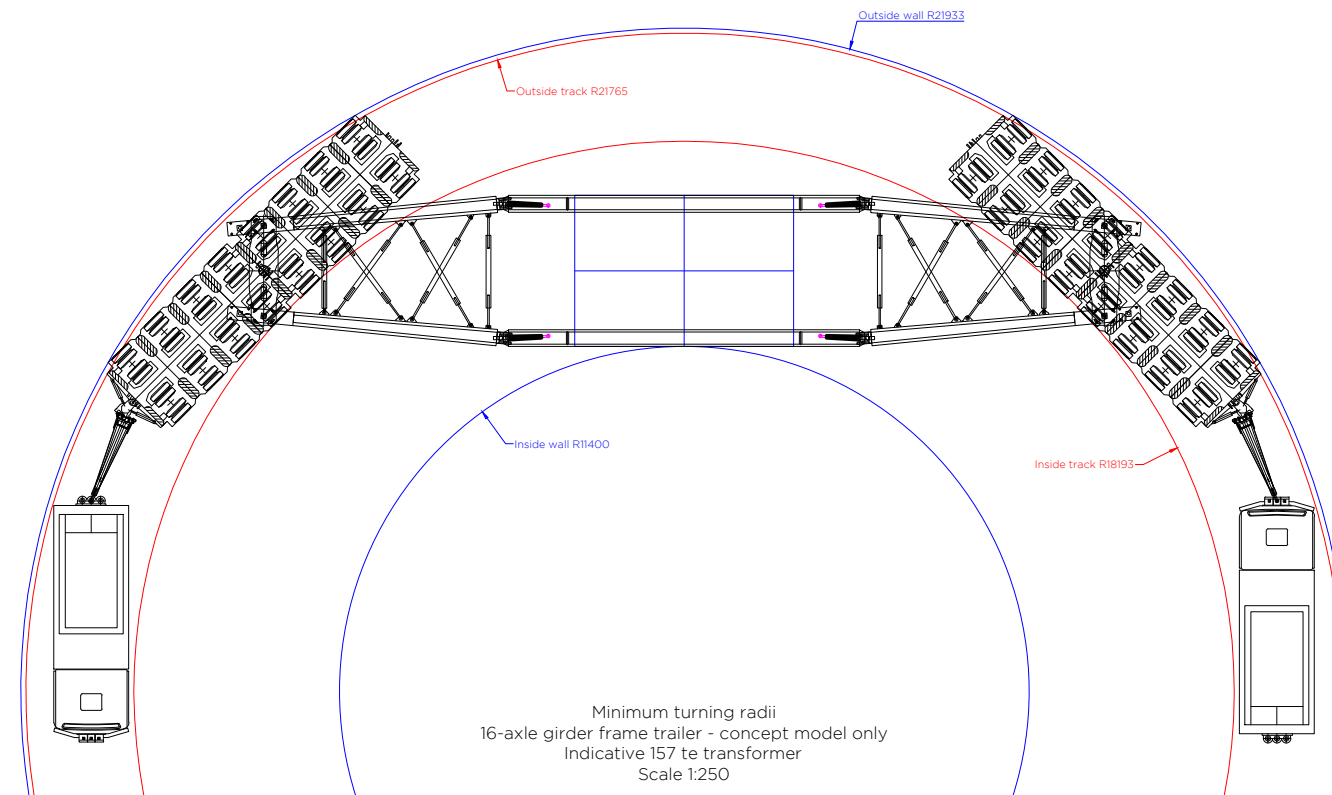 Outside wall R21933
Outside track R21765
Inside wall R11400
Inside track R18193
Minimum turning radii
16-axle girder frame trailer - concept model only
Indicative 157 te transformer
Scale 1:250